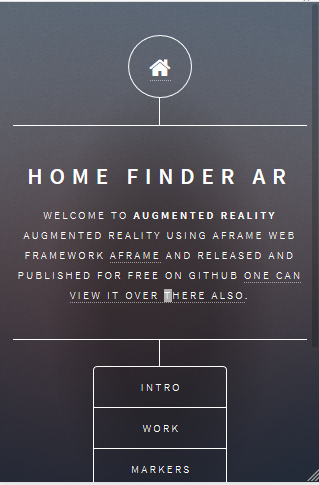 HOME FINDER AR
WELCOME TO AUGMENTED REALITY
AUGMENTED REALITY USING AFRAME WEB
FRAMEWORK AFRAME AND RELEASED AND
PUBLISHED FOR FREE ON GITHUB ONE CAN
VIEW IT OVER THERE ALSO.
INTRO
WORK
MARKERS